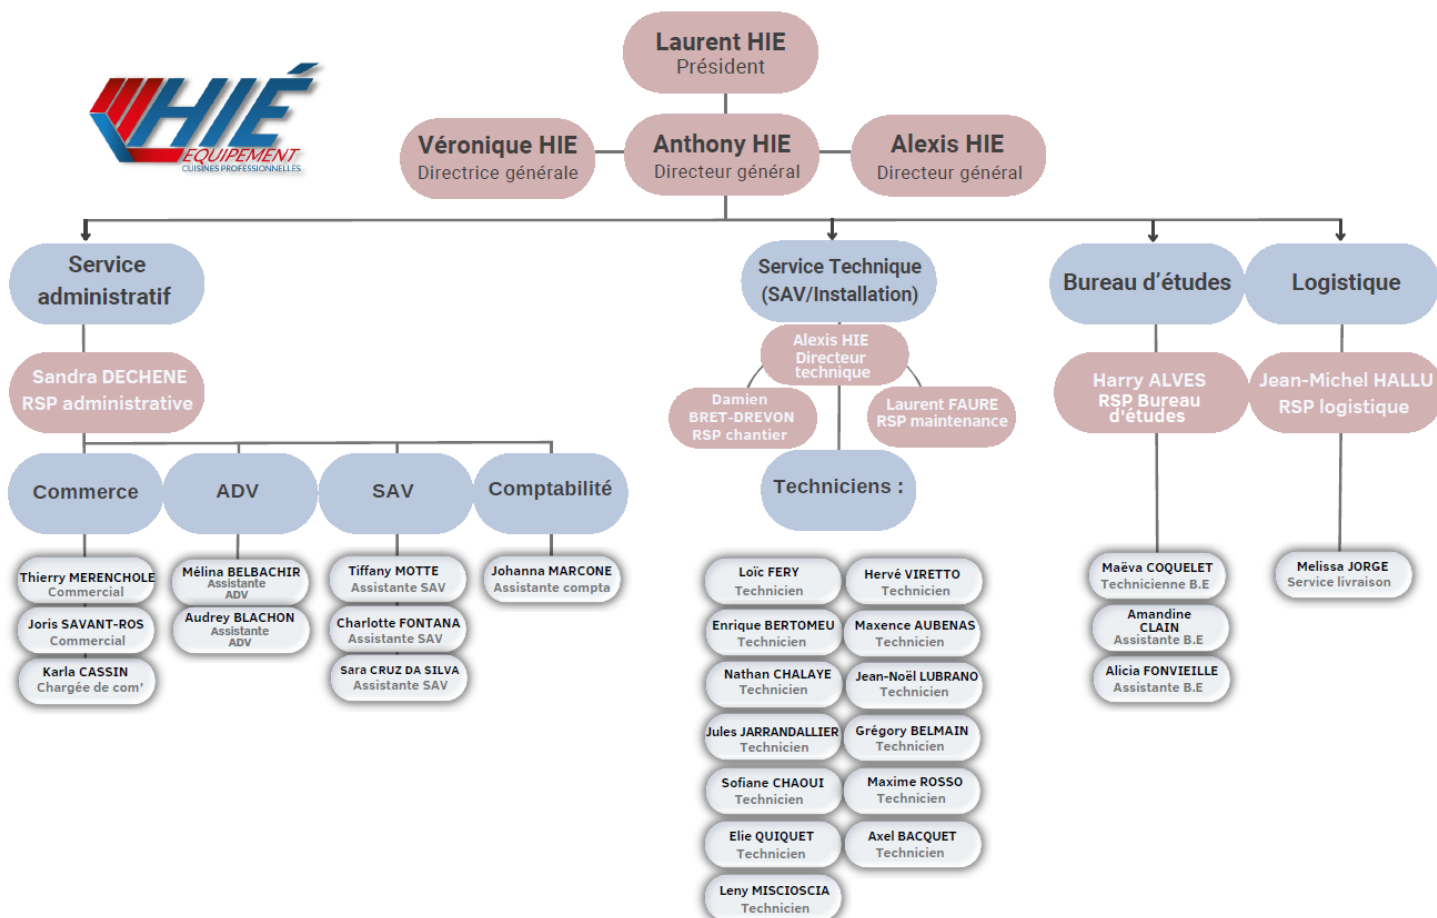 Laurent HIE
Président
HIÉ
EQUIPEMENT
CUISINES PROFESSIONNELLES
Véronique HIE
Directrice générale
Anthony HIE
Directeur général
Alexis HIE
Directeur général
Service
administratif
Service Technique
(SAV/Installation)
Bureau d'études
Logistique
Alexis HIE
Directeur
technique
Sandra DECHENE
RSP administrative
Damien
BRET-DREVON
RSP chantier
Laurent FAURE
RSP maintenance
Harry ALVES
RSP Bureau
d'études
Jean-Michel HALLU
RSP logistique
Commerce
ADV
SAV
Comptabilité
Techniciens :
Thierry MERENCHOLE
Commercial
Joris SAVANT-ROS
Commercial
Karla CASSIN
Chargée de com'
Mélina BELBACHIR
Assistante
ADV
Audrey BLACHON
Assistante
ADV
Tiffany MOTTE
Assistante SAV
Charlotte FONTANA
Assistante SAV
Sara CRUZ DA SILVA
Assistante SAV
Johanna MARCONE
Assistante compta
Loïc FERY
Technicien
Hervé VIRETTO
Technicien
Enrique BERTOMEU
Technicien
Maxence AUBENAS
Technicien
Nathan CHALAYE
Technicien
Jean-Noël LUBRANO
Technicien
Jules JARRANDALLIER
Technicien
Grégory BELMAIN
Technicien
Sofiane CHAOUI
Technicien
Maxime ROSSO
Technicien
Elie QUIQUET
Technicien
Axel BACQUET
Technicien
Leny MISCIOSCIA
Technicien
Maëva COQUELET
Technicienne B.E
Amandine
CLAIN
Assistante B.E
Alicia FONVIEILLE
Assistante B.E
Melissa JORGE
Service livraison